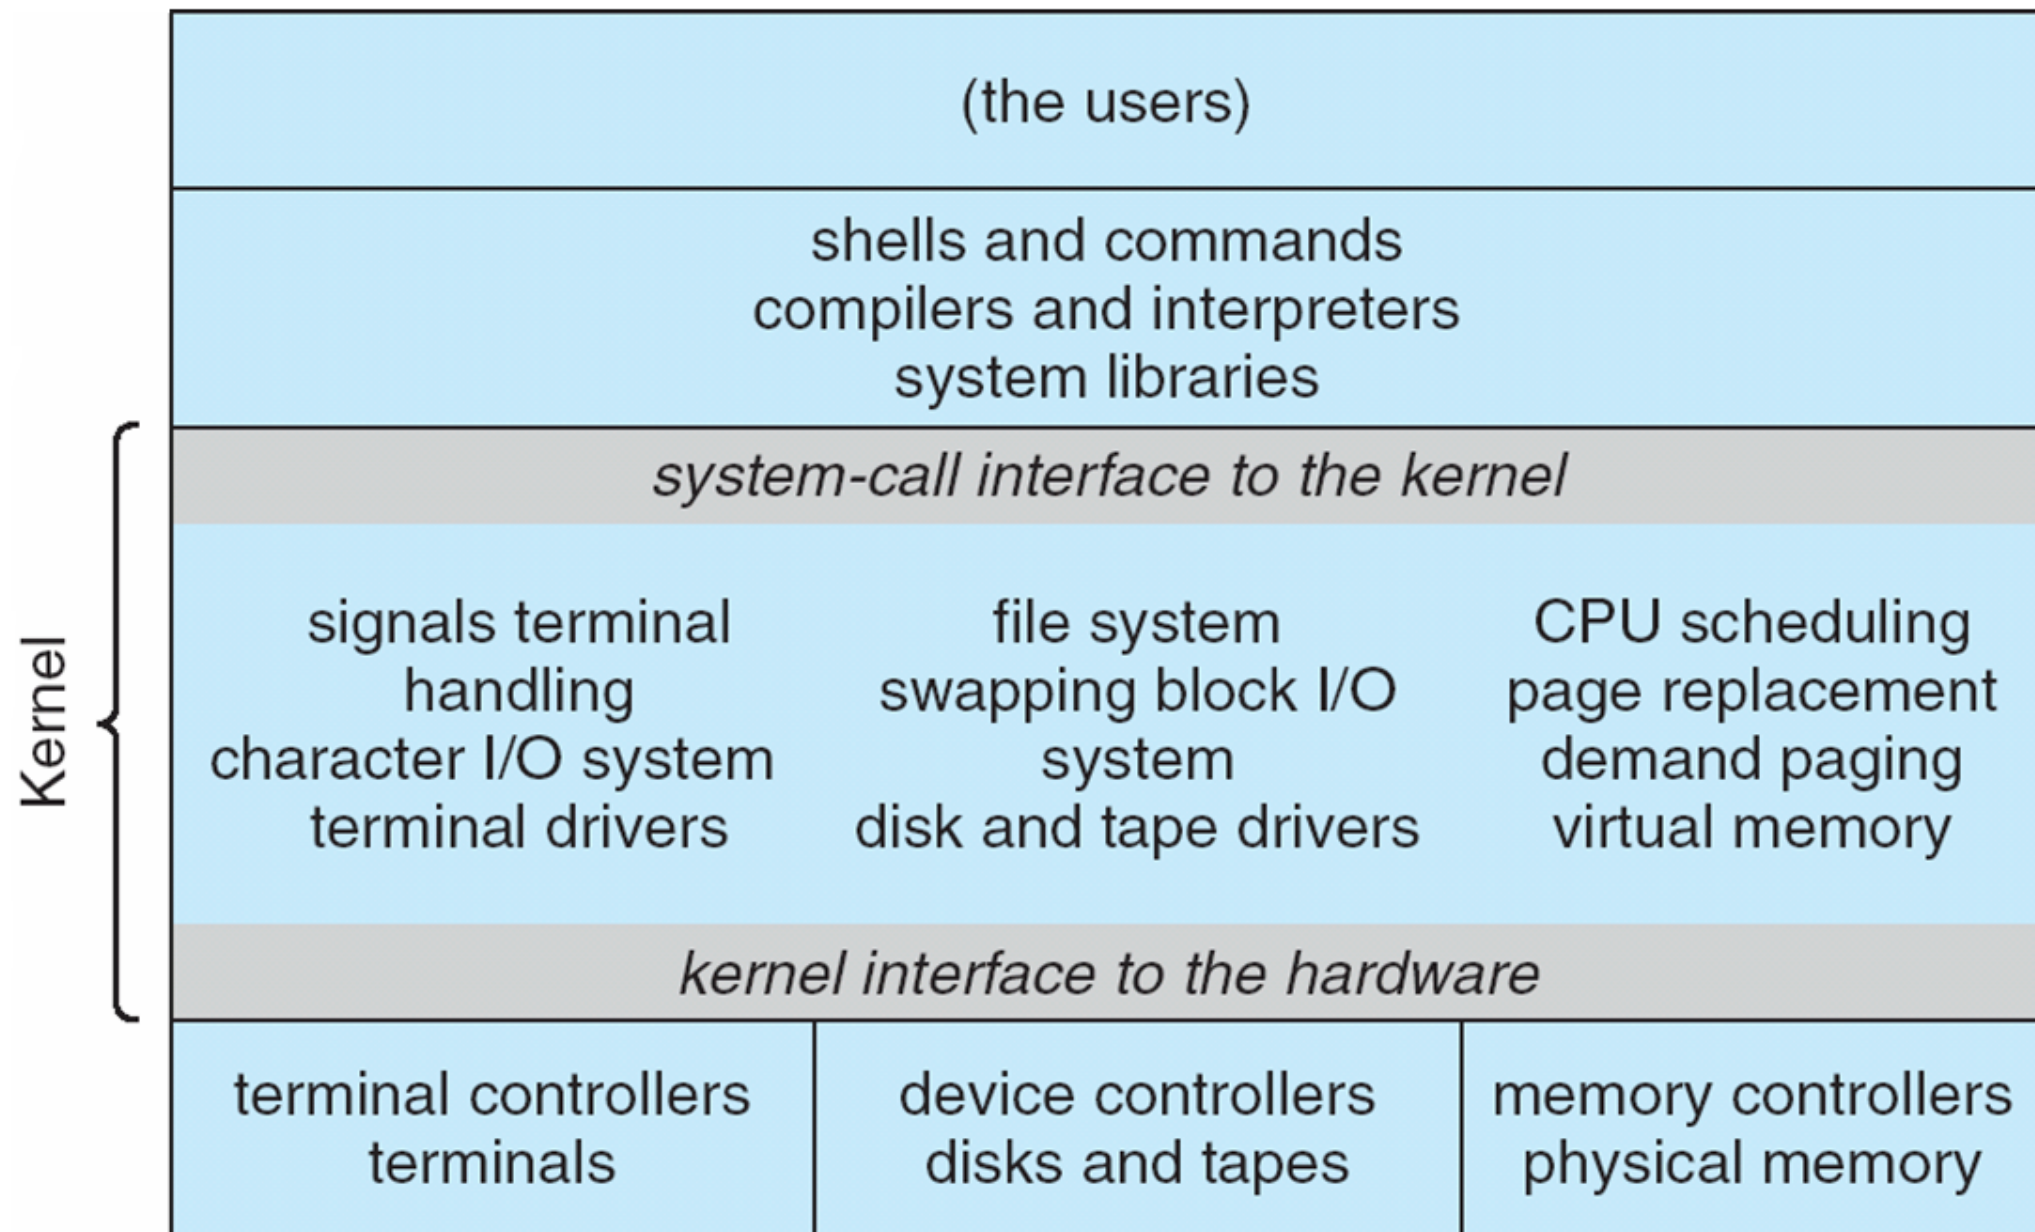 (the users)
shells and commands
compilers and interpreters
system libraries
Kernel
system-call interface to the kernel
signals terminal
handling
character I/O system
terminal drivers
file system
swapping block I/O
system
disk and tape drivers
CPU scheduling
page replacement
demand paging
virtual memory
kernel interface to the hardware
terminal controllers
terminals
device controllers
disks and tapes
memory controllers
physical memory